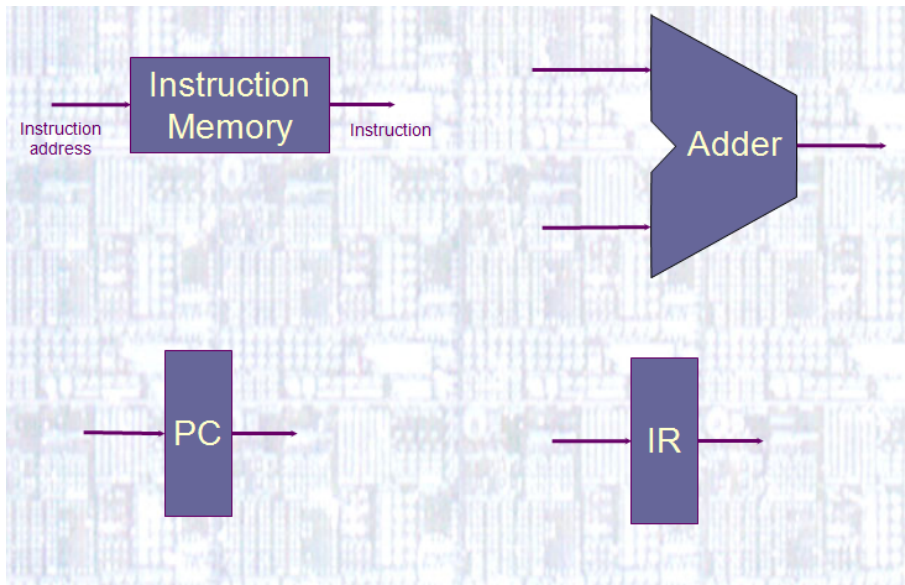 Instruction
Memory
Instruction
address
Instruction
Adder
PC
IR